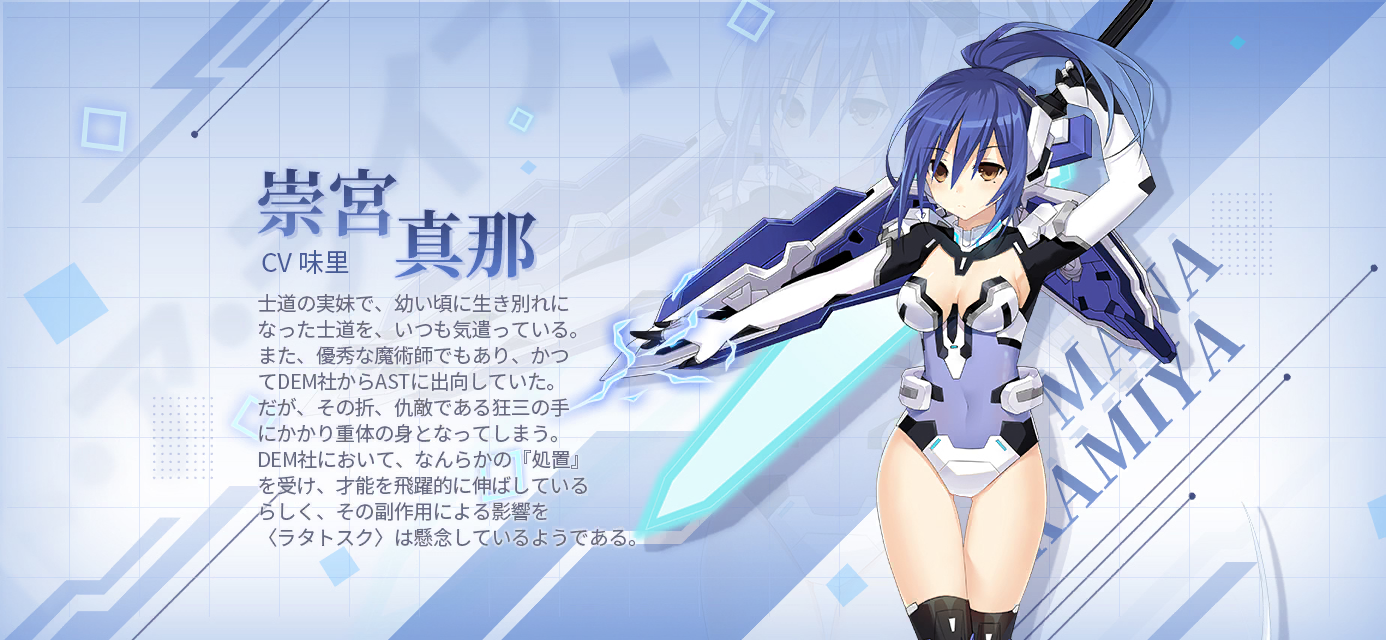 崇宮
真那
CV 味里
士道の実妹で、幼い頃に生き別れに
なった士道を、いつも気遣っている。
また、優秀な魔術師でもあり、かつ
てDEM社からASTに出向していた。
だが、その折、仇敵である狂三の手
にかかり重体の身となってしまう。
DEM社において、なんらかの『処置』
を受け、才能を飛躍的に伸ばしている
らしく、その副作用による影響を
〈ラタトスク〉は懸念しているようである。
MANA
KAMIYA